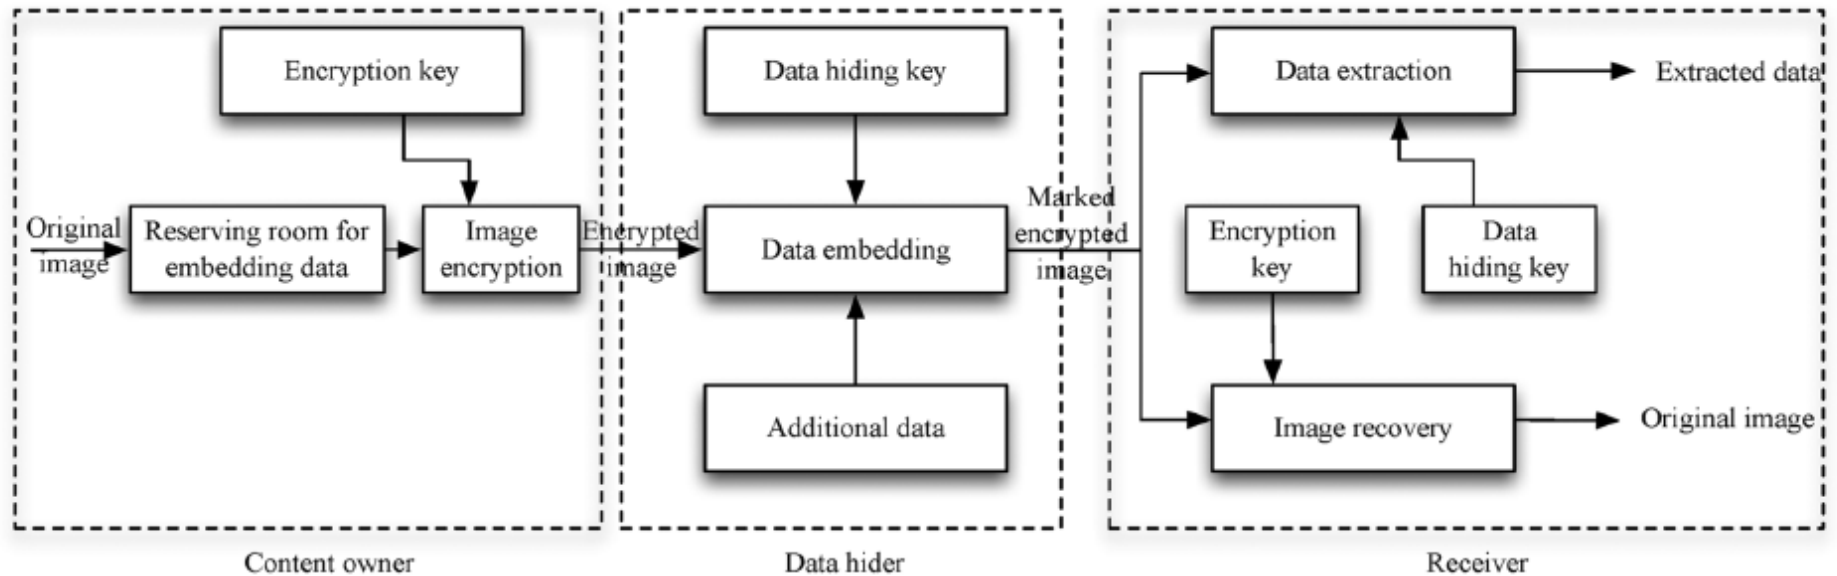 Encryption key
Original
image
Reserving room for
embedding data
Image
encryption
Encrypted
image
Content owner
Data hiding key
Data embedding
Additional data
Data hider
Marked
encrypted
image
Data extraction
Extracted data
Encryption
key
Data
hiding key
Image recovery
Original image
Receiver